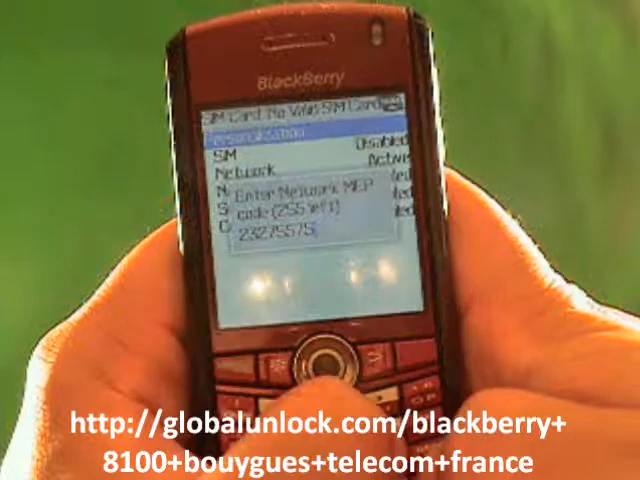 BlackBerry
SIM Card: No Valid SIM Card
Personalization
SIM Disabled
Network Active
Enter Network MEP
code (255 left)
23275575
http://globalunlock.com/blackberry+
8100+bouygues+telecom+france